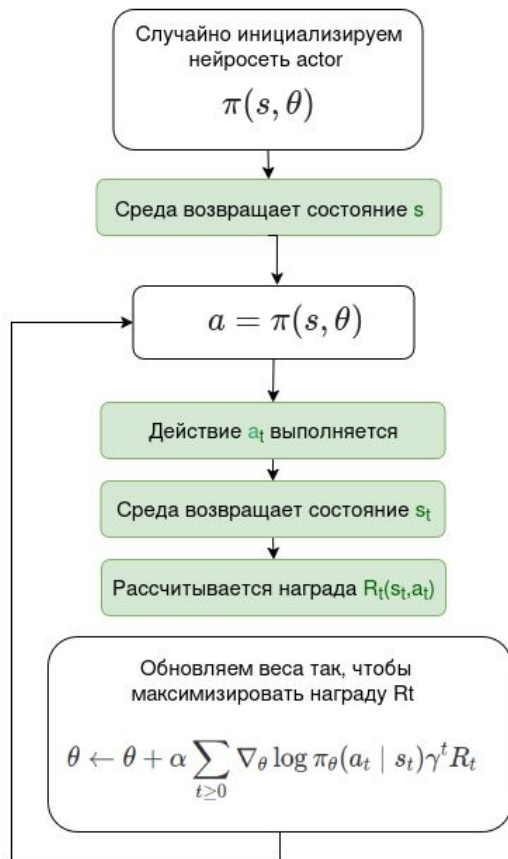 Случайно инициализируем
нейросеть actor
π(s, θ)
Среда возвращает состояние s
a = π(s, θ)
Действие aₜ выполняется
Среда возвращает состояние sₜ
Рассчитывается награда Rₜ(sₜ,aₜ)
Обновляем веса так, чтобы
максимизировать награду Rt
θ ← θ + α ∑_{t≥0} ∇_θ log π_θ(aₜ | sₜ)γᵗRₜ